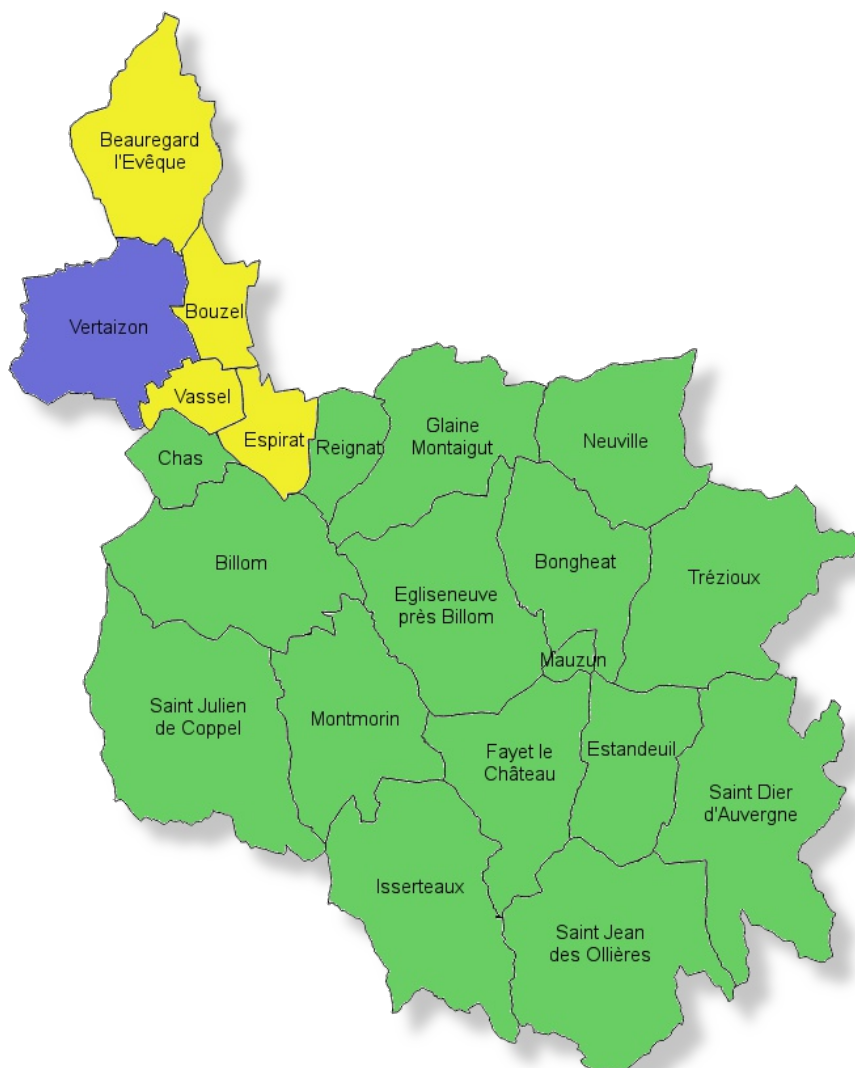 Beauregard
l'Evêque
Bouzel
Vertaizon
Vassel
Espirat
Reignat
Glaine
Montaigut
Neuville
Chas
Billom
Egliseneuve
près Billom
Bongheat
Trézioux
Mauzun
Saint Julien
de Coppel
Montmorin
Fayet le
Château
Estandeuil
Saint Dier
d'Auvergne
Isserteaux
Saint Jean
des Ollières